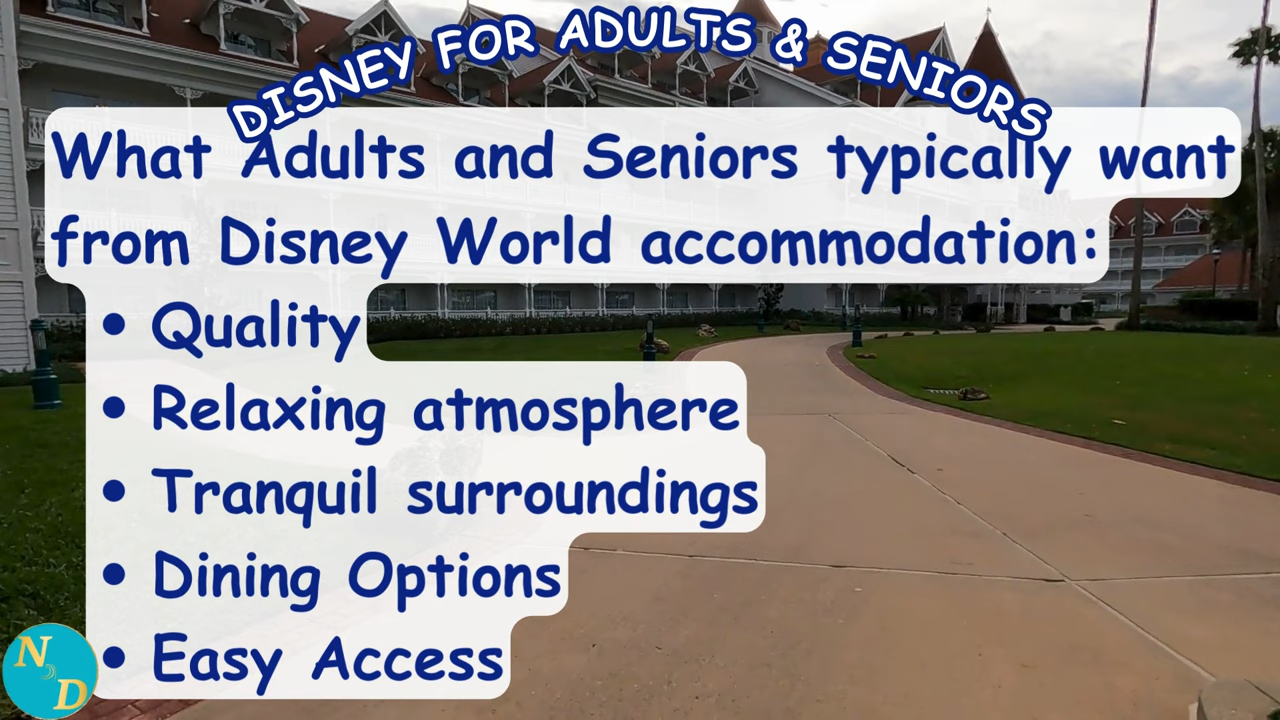 DISNEY FOR ADULTS & SENIORS
What Adults and Seniors typically want
from Disney World accommodation:
• Quality
• Relaxing atmosphere
• Tranquil surroundings
• Dining Options
• Easy Access
N
D